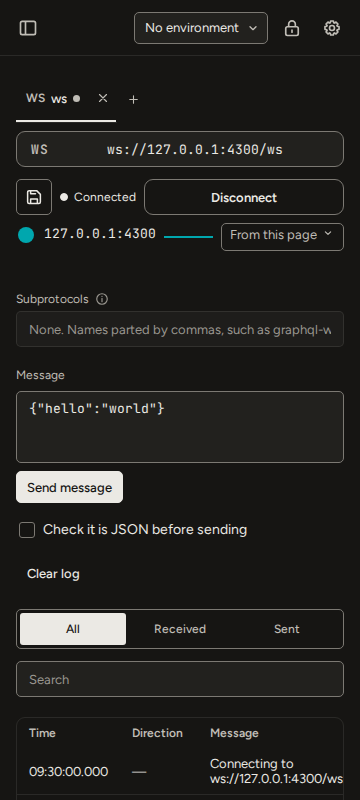 No environment
WS ws
WS ws://127.0.0.1:4300/ws
Connected Disconnect
127.0.0.1:4300 From this page
Subprotocols
None. Names parted by commas, such as graphql-w
Message
{"hello":"world"}
Send message
Check it is JSON before sending
Clear log
All Received Sent
Search
Time Direction Message
Connecting to
09:30:00.000 — ws://127.0.0.1:4300/ws